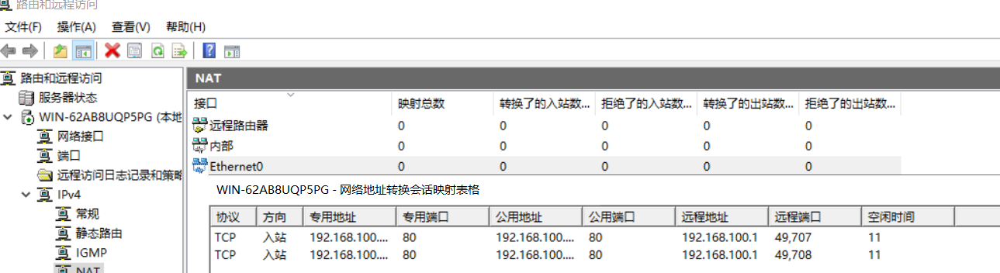 路由和远程访问
文件(F) 操作(A) 查看(V) 帮助(H)
路由和远程访问
服务器状态
WIN-62AB8UQP5PG (本地
网络接口
端口
远程访问日志记录和策略
IPv4
常规
静态路由
IGMP
NAT
NAT
接口 映射总数 转换了的入站数... 拒绝了的入站数... 转换了的出站数... 拒绝了的出站数...
远程路由器 0 0 0 0 0
内部 0 0 0 0 0
Ethernet0 0 0 0 0 0
WIN-62AB8UQP5PG - 网络地址转换会话映射表格
协议 方向 专用地址 专用端口 公用地址 公用端口 远程地址 远程端口 空闲时间
TCP 入站 192.168.100.... 80 192.168.100.... 80 192.168.100.1 49,707 11
TCP 入站 192.168.100.... 80 192.168.100.... 80 192.168.100.1 49,708 11